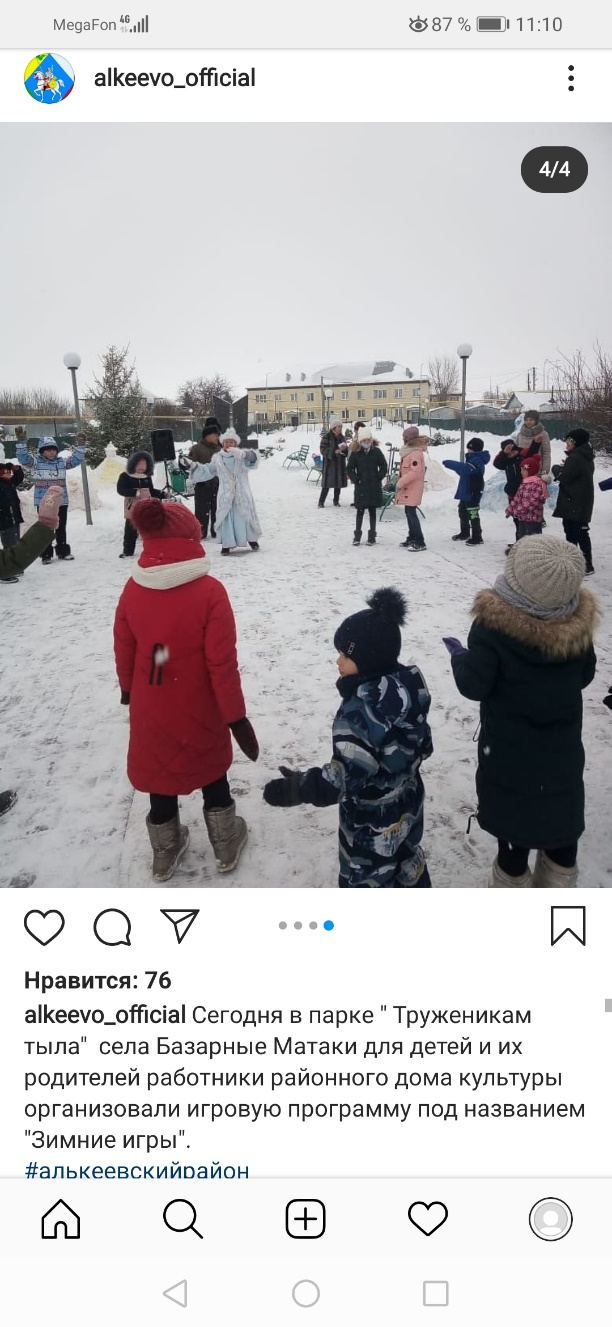 MegaFon 4G 87 % 11:10
alkeevo_official
4/4
Нравится: 76
alkeevo_official Сегодня в парке " Труженикам
тыла" села Базарные Матаки для детей и их
родителей работники районного дома культуры
организовали игровую программу под названием
"Зимние игры".
#алькеевскийрайон